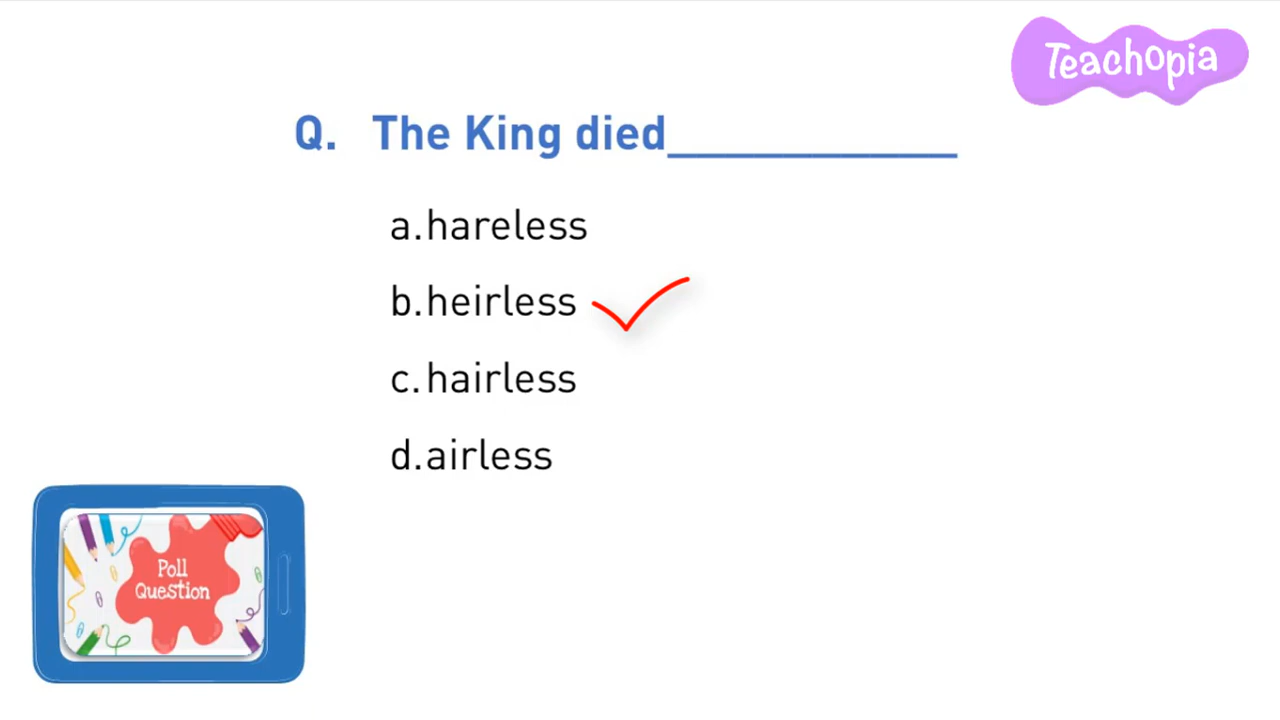 Teachopia
Q. The King died____________
a.hareless
b.heirless
c.hairless
d.airless
Poll
Question